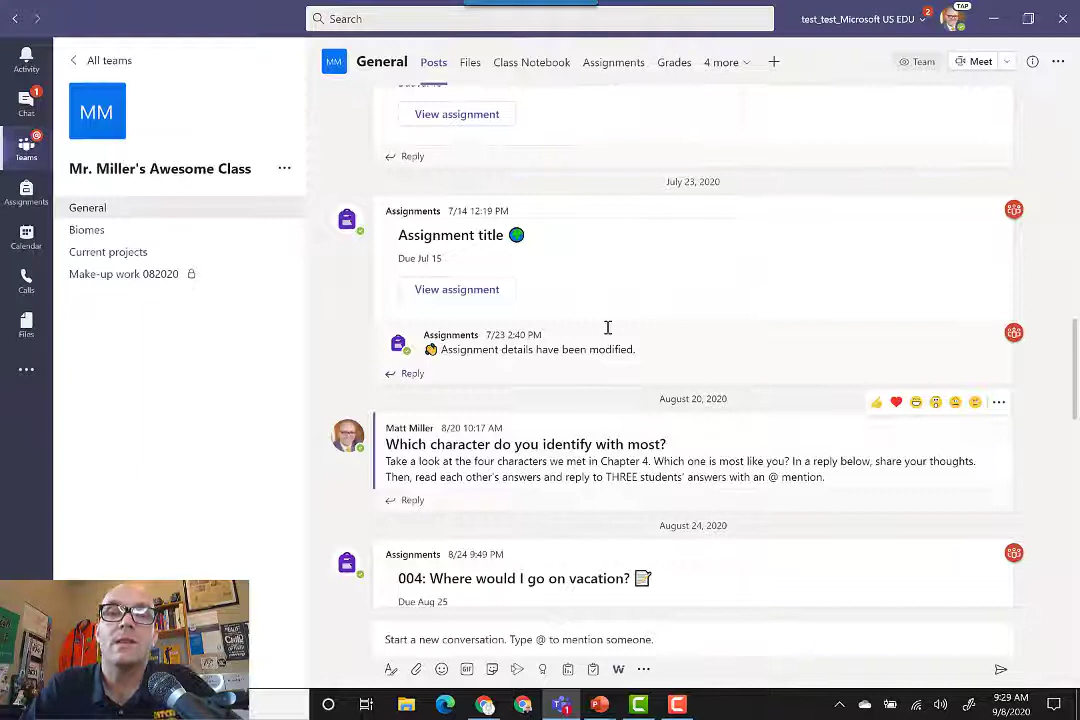 Search
test_test_Microsoft US EDU
2
TAP
Activity
Chat
1
Teams
Assignments
Calendar
Calls
Files
All teams
MM
Mr. Miller's Awesome Class
General
Biomes
Current projects
Make-up work 082020
MM
General
Posts
Files
Class Notebook
Assignments
Grades
4 more
Team
Meet
View assignment
Reply
July 23, 2020
Assignments 7/14 12:19 PM
Assignment title
Due Jul 15
View assignment
Assignments 7/23 2:40 PM
Assignment details have been modified.
Reply
August 20, 2020
Matt Miller 8/20 10:17 AM
Which character do you identify with most?
Take a look at the four characters we met in Chapter 4. Which one is most like you? In a reply below, share your thoughts.
Then, read each other's answers and reply to THREE students' answers with an @ mention.
Reply
August 24, 2020
Assignments 8/24 9:49 PM
004: Where would I go on vacation?
Due Aug 25
Start a new conversation. Type @ to mention someone.
GIF
W
9:29 AM
9/8/2020